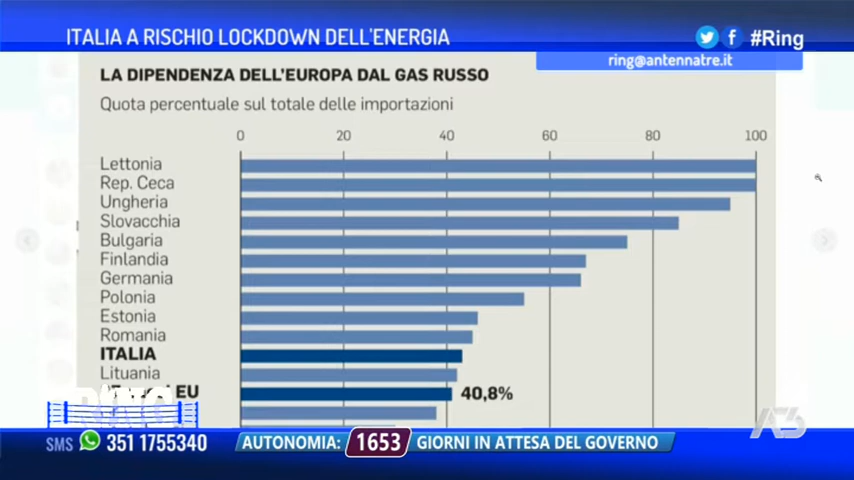 ITALIA A RISCHIO LOCKDOWN DELL'ENERGIA
#Ring
ring@antennatre.it
LA DIPENDENZA DELL'EUROPA DAL GAS RUSSO
Quota percentuale sul totale delle importazioni
0 20 40 60 80 100
Lettonia
Rep. Ceca
Ungheria
Slovacchia
Bulgaria
Finlandia
Germania
Polonia
Estonia
Romania
ITALIA
Lituania
EU 40,8%
RING
A3
SMS 351 1755340
AUTONOMIA: 1653 GIORNI IN ATTESA DEL GOVERNO